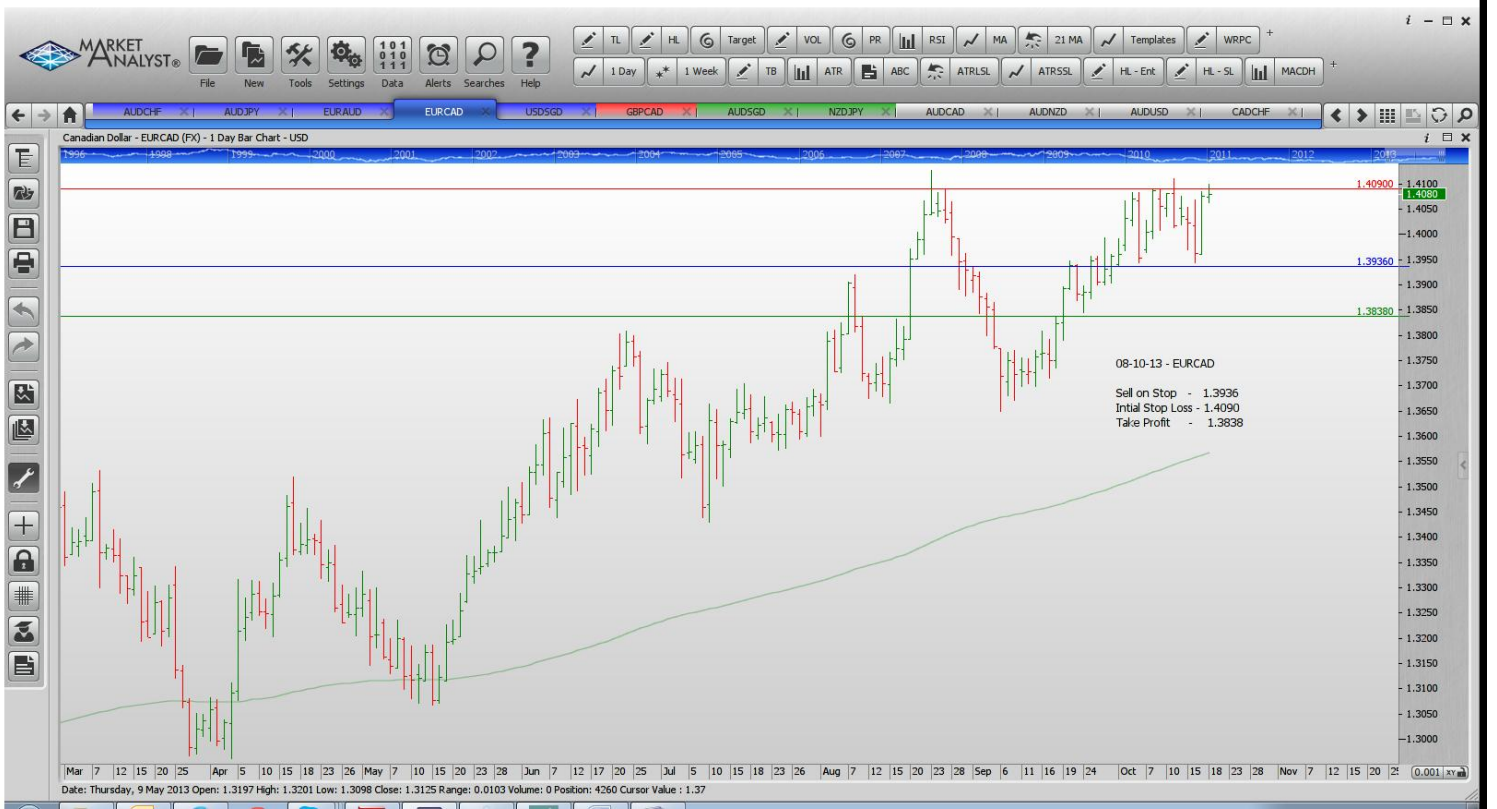 i
MARKET ANALYST®
File New Tools Settings Data Alerts Searches Help
TL HL Target VOL PR RSI MA 21 MA Templates WRPC +
1 Day 1 Week TB ATR ABC ATRLSL ATRSSL HL - Ent HL - SL MACDH +
101
010
111
AUDCHF AUDJPY EURAUD EURCAD USDSGD GBPCAD AUDSGD NZDJPY AUDCAD AUDNZD AUDUSD CADCHF
Canadian Dollar - EURCAD (FX) - 1 Day Bar Chart - USD
i
1996 1998 1999 2000 2001 2002 2003 2004 2005 2006 2007 2008 2009 2010 2011 2012 2013
1.40900
1.4100
1.4080
1.4050
1.4000
1.39360
1.3950
1.3900
1.38380
1.3850
1.3800
1.3750
1.3700
1.3650
1.3600
1.3550
1.3500
1.3450
1.3400
1.3350
1.3300
1.3250
1.3200
1.3150
1.3100
1.3050
1.3000
08-10-13 - EURCAD
Sell on Stop - 1.3936
Intial Stop Loss - 1.4090
Take Profit - 1.3838
Mar 7 12 15 20 25 Apr 5 10 15 18 23 26 May 7 10 15 20 23 28 Jun 7 12 17 20 25 Jul 5 10 15 18 23 26 Aug 7 12 15 20 23 28 Sep 6 11 16 19 24 Oct 7 10 15 18 23 28 Nov 7 12 15 20
0.001 XY
Date: Thursday, 9 May 2013 Open: 1.3197 High: 1.3201 Low: 1.3098 Close: 1.3125 Range: 0.0103 Volume: 0 Position: 4260 Cursor Value : 1.37